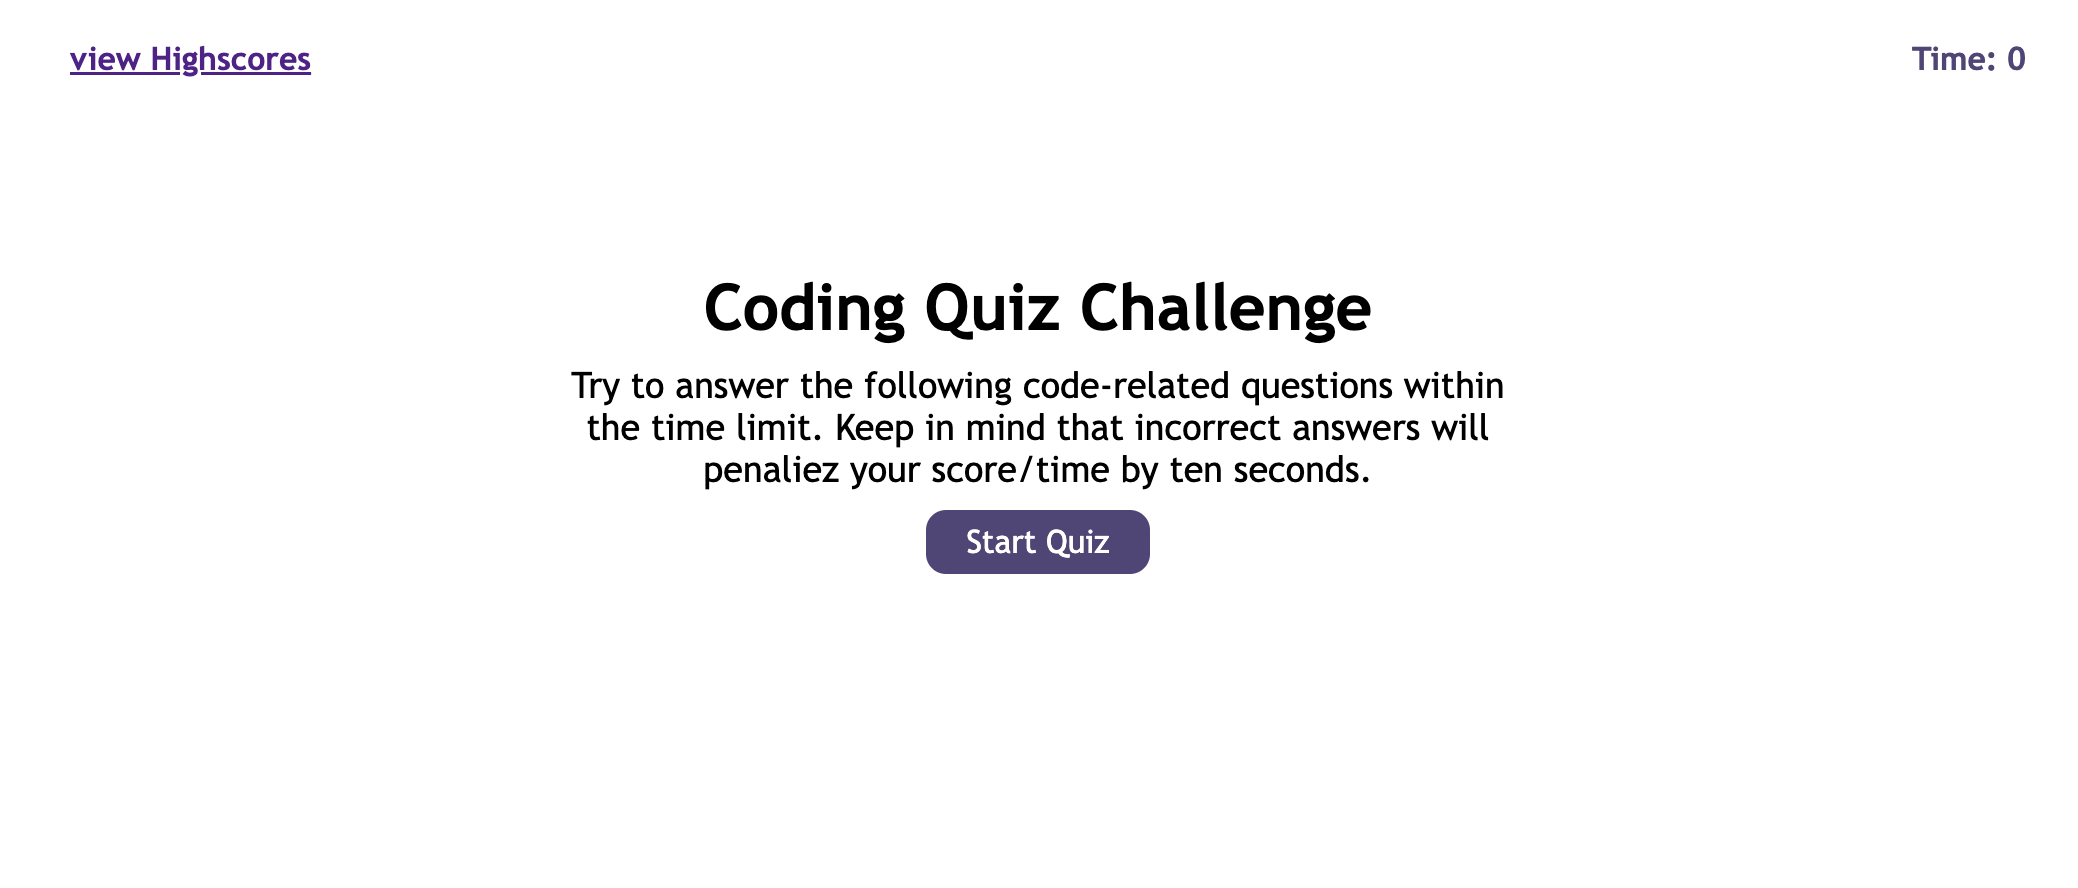 view Highscores
Time: 0
Coding Quiz Challenge
Try to answer the following code-related questions within
the time limit. Keep in mind that incorrect answers will
penaliez your score/time by ten seconds.
Start Quiz